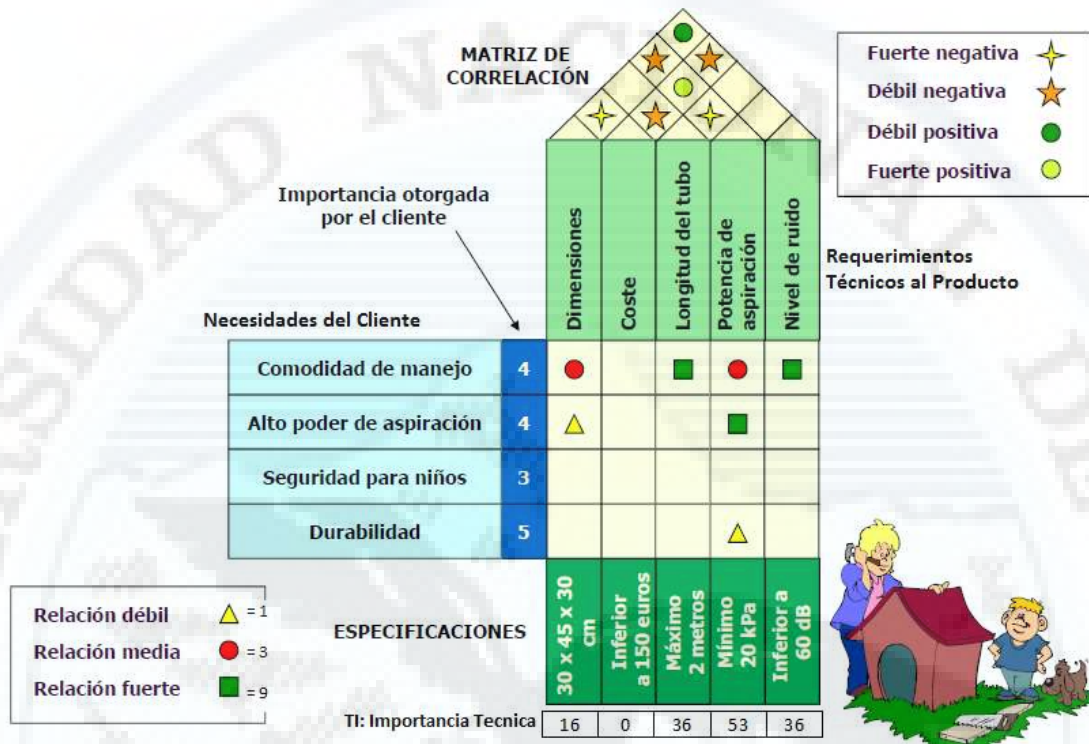 MATRIZ DE
CORRELACIÓN
Fuerte negativa
Débil negativa
Débil positiva
Fuerte positiva
Importancia otorgada
por el cliente
Dimensiones
Coste
Longitud del tubo
Potencia de
aspiración
Nivel de ruido
Requerimientos
Técnicos al Producto
Necesidades del Cliente
Comodidad de manejo 4
Alto poder de aspiración 4
Seguridad para niños 3
Durabilidad 5
Relación débil = 1
Relación media = 3
Relación fuerte = 9
ESPECIFICACIONES
30 x 45 x 30
cm
Inferior
a 150 euros
Máximo
2 metros
Mínimo
20 kPa
Inferior a
60 dB
TI: Importancia Tecnica 16 0 36 53 36